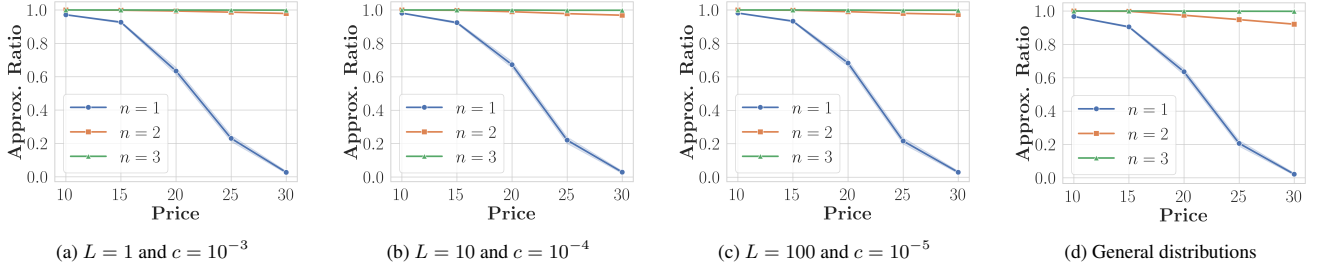 Approx. Ratio
1.0
0.8
0.6
0.4
0.2
0.0
n = 1
n = 2
n = 3
10 15 20 25 30
Price
(a) L = 1 and c = 10⁻³
Approx. Ratio
1.0
0.8
0.6
0.4
0.2
0.0
n = 1
n = 2
n = 3
10 15 20 25 30
Price
(b) L = 10 and c = 10⁻⁴
Approx. Ratio
1.0
0.8
0.6
0.4
0.2
0.0
n = 1
n = 2
n = 3
10 15 20 25 30
Price
(c) L = 100 and c = 10⁻⁵
Approx. Ratio
1.0
0.8
0.6
0.4
0.2
0.0
n = 1
n = 2
n = 3
10 15 20 25 30
Price
(d) General distributions